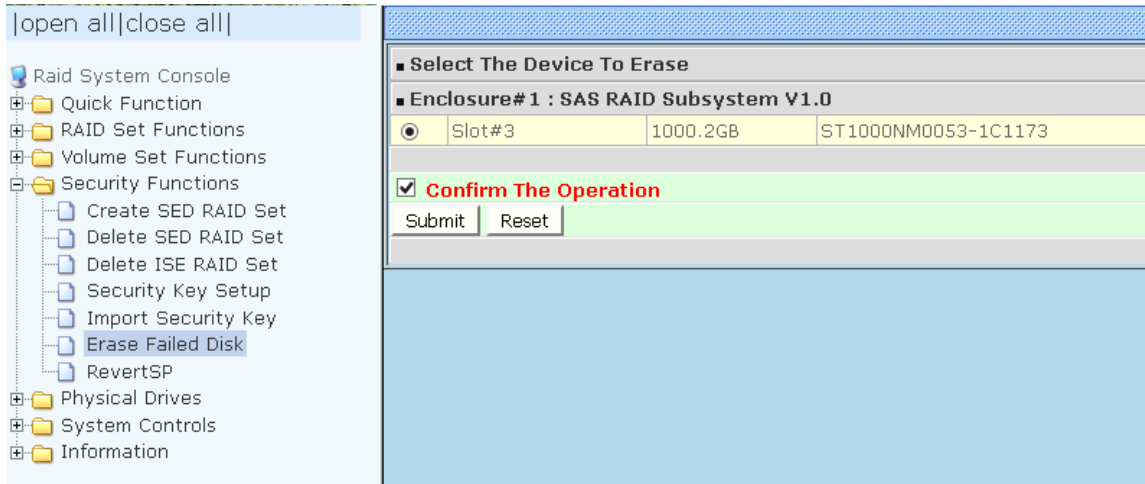 |open all|close all|
Raid System Console
Quick Function
RAID Set Functions
Volume Set Functions
Security Functions
Create SED RAID Set
Delete SED RAID Set
Delete ISE RAID Set
Security Key Setup
Import Security Key
Erase Failed Disk
RevertSP
Physical Drives
System Controls
Information
Select The Device To Erase
Enclosure#1 : SAS RAID Subsystem V1.0
Slot#3 1000.2GB ST1000NM0053-1C1173
Confirm The Operation
Submit Reset